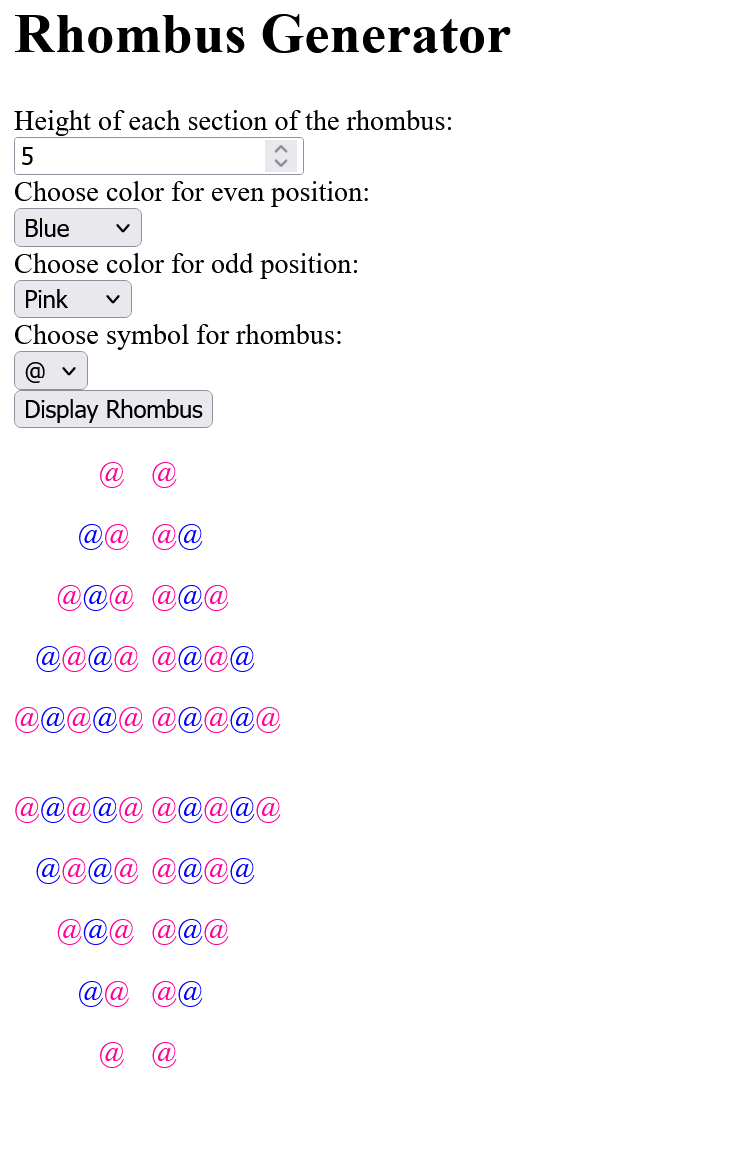 Rhombus Generator
Height of each section of the rhombus:
5
Choose color for even position:
Blue
Choose color for odd position:
Pink
Choose symbol for rhombus:
@
Display Rhombus
@ @
@@ @@
@@@ @@@
@@@@ @@@@
@@@@@ @@@@@
@@@@@ @@@@@
@@@@ @@@@
@@@ @@@
@@ @@
@ @